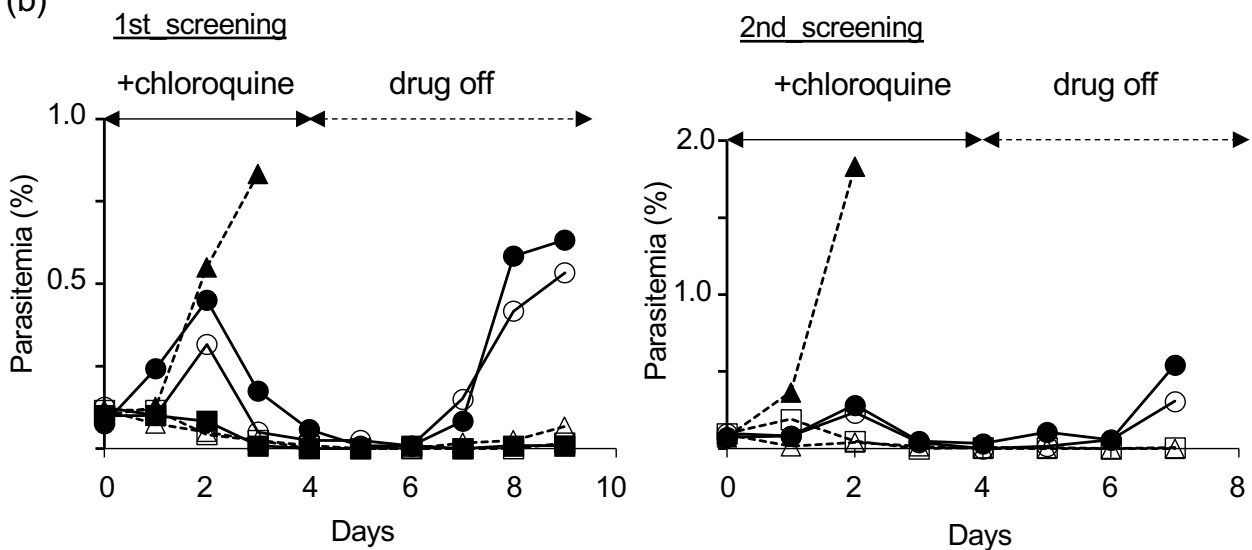 (b)
1st_screening
+chloroquine drug off
1.0
0.5
Parasitemia (%)
0 2 4 6 8 10
Days
2nd_screening
+chloroquine drug off
2.0
1.0
Parasitemia (%)
0 2 4 6 8
Days